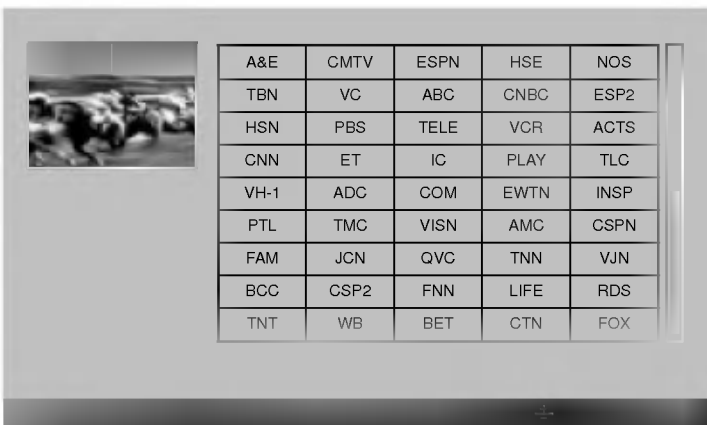 A&E CMTV ESPN HSE NOS
TBN VC ABC CNBC ESP2
HSN PBS TELE VCR ACTS
CNN ET IC PLAY TLC
VH-1 ADC COM EWTN INSP
PTL TMC VISN AMC CSPN
FAM JCN QVC TNN VJN
BCC CSP2 FNN LIFE RDS
TNT WB BET CTN FOX